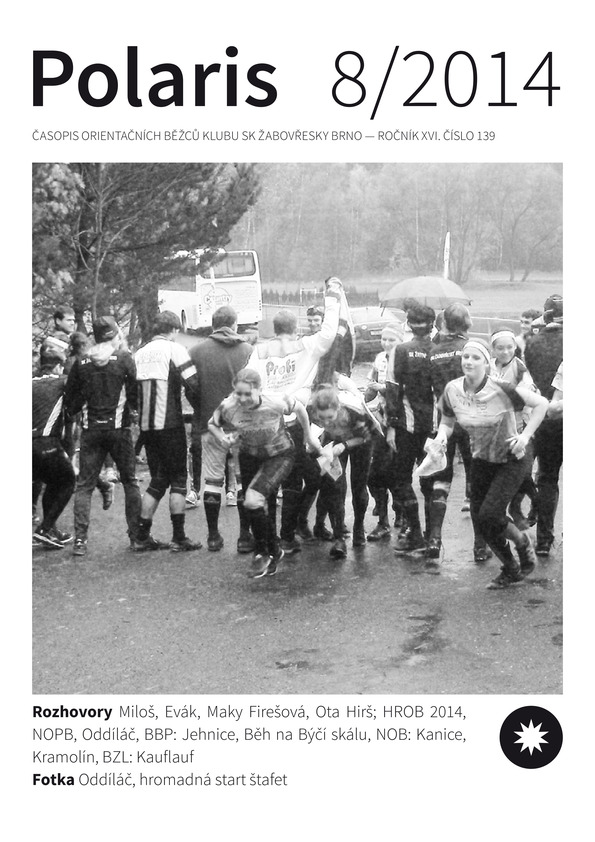 Polaris 8/2014
ČASOPIS ORIENTAČNÍCH BĚŽCŮ KLUBU SK ŽABOVŘESKY BRNO — ROČNÍK XVI. ČÍSLO 139
Profi
Rozhovory Miloš, Evák, Maky Firešová, Ota Hirš; HROB 2014,
NOPB, Oddíláč, BBP: Jehnice, Běh na Býčí skálu, NOB: Kanice,
Kramolín, BZL: Kauflauf
Fotka Oddíláč, hromadná start štafet